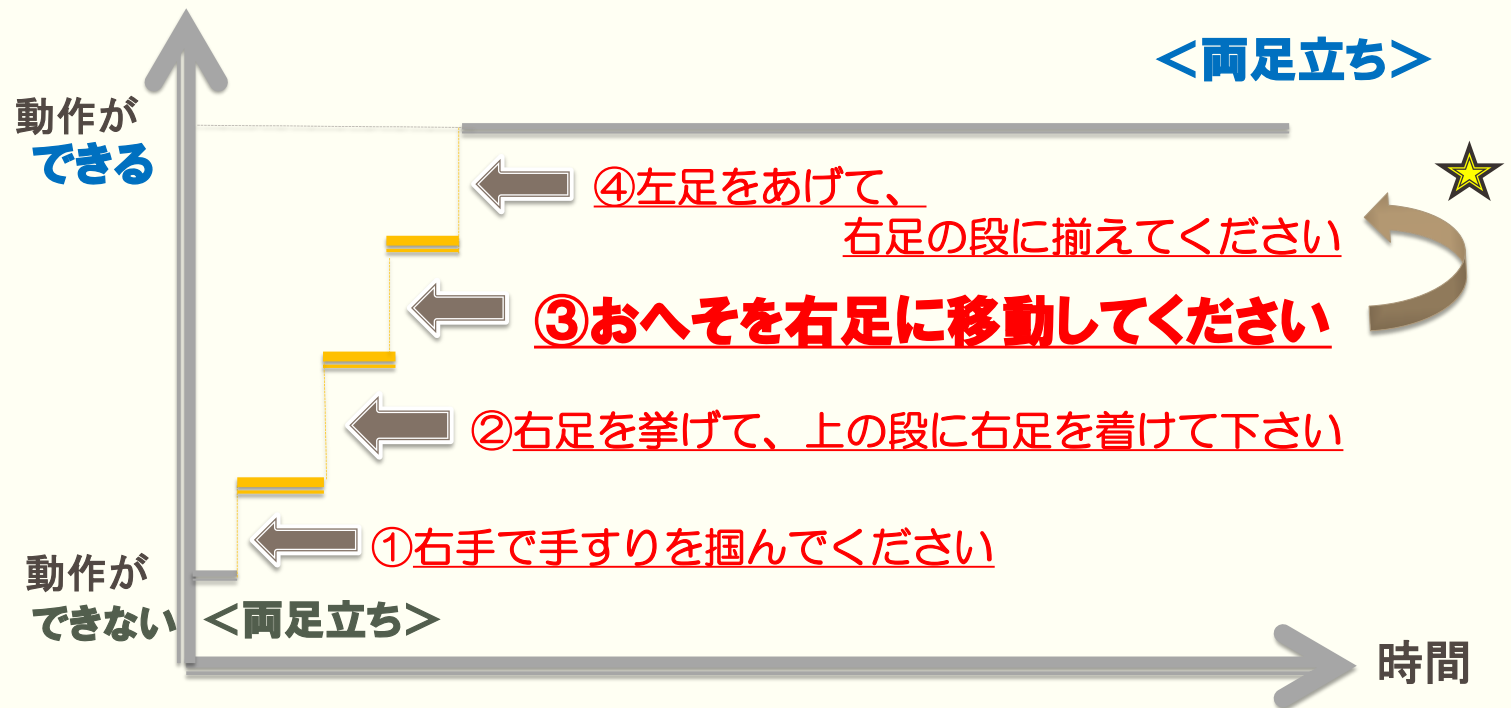 ＜両足立ち＞
動作が
できる
④左足をあげて、
右足の段に揃えてください
③おへそを右足に移動してください
②右足を挙げて、上の段に右足を着けて下さい
①右手で手すりを掴んでください
動作が
できない
＜両足立ち＞
時間